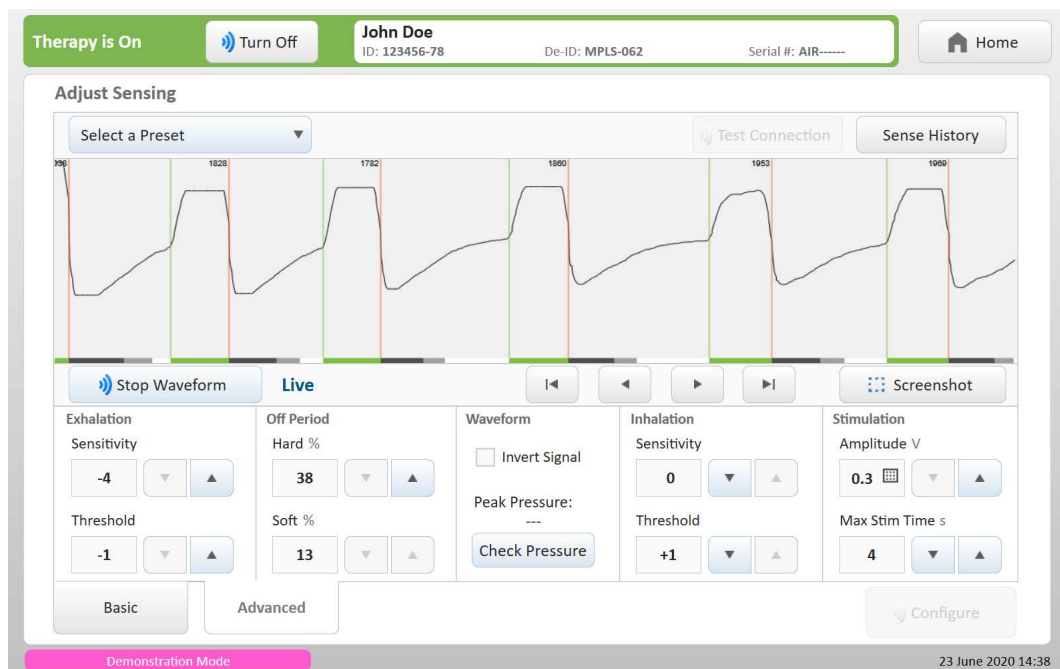 Therapy is On
Turn Off
John Doe
ID: 123456-78 De-ID: MPLS-062 Serial #: AIR------
Home
Adjust Sensing
Select a Preset
Test Connection
Sense History
1828 1782 1860 1953 1969
Stop Waveform
Live
Screenshot
Exhalation
Sensitivity
-4
Threshold
-1
Off Period
Hard %
38
Soft %
13
Waveform
Invert Signal
Peak Pressure:
---
Check Pressure
Inhalation
Sensitivity
0
Threshold
+1
Stimulation
Amplitude V
0.3
Max Stim Time s
4
Basic
Advanced
Configure
Demonstration Mode
23 June 2020 14:38